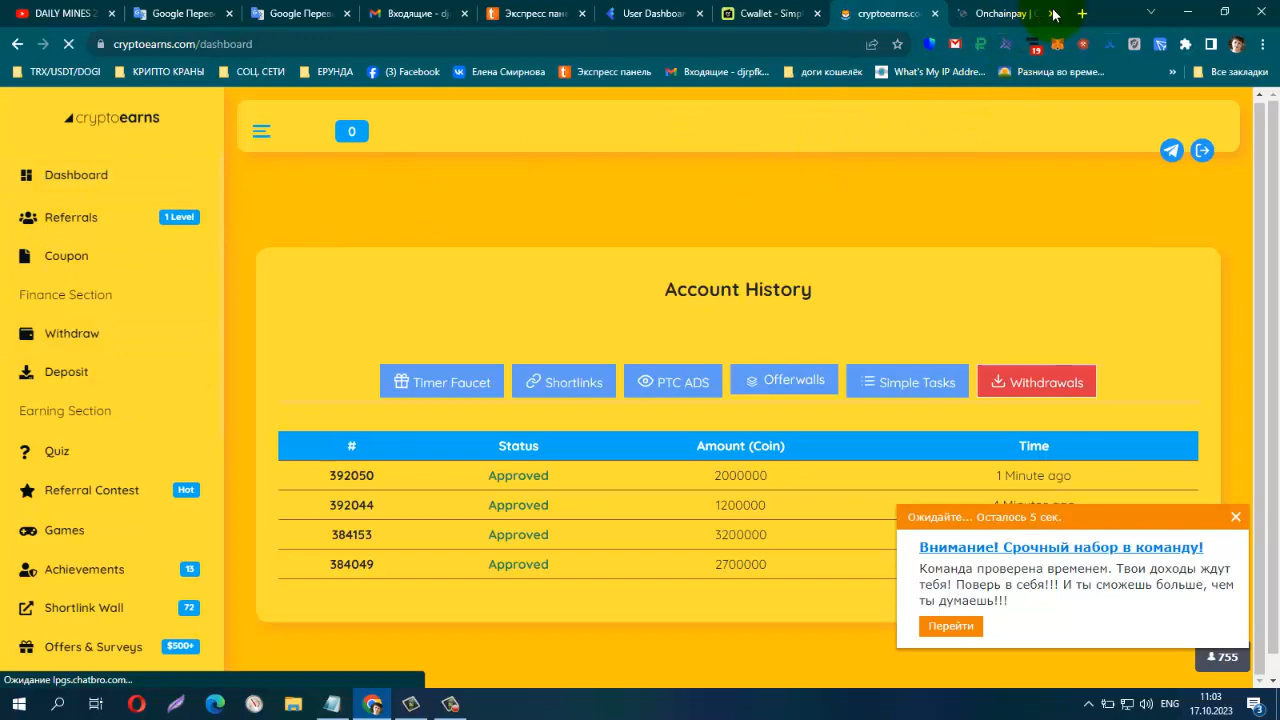 DAILY MINES 2
Google Перев
Google Перев
Входящие - dj
Экспресс пан
User Dashboa
Cwallet - Simpl
cryptoearns.co
Onchainpay | C
cryptoearns.com/dashboard
19
TRX/USDT/DOGI
КРИПТО КРАНЫ
СОЦ. СЕТИ
ЕРУНДА
(3) Facebook
Елена Смирнова
Экспресс панель
Входящие - djrpfk...
доги кошелёк
What's My IP Addre...
Разница во време...
»
Все закладки
cryptoearns
0
Dashboard
Referrals
1 Level
Coupon
Finance Section
Withdraw
Deposit
Earning Section
Quiz
Referral Contest
Hot
Games
Achievements
13
Shortlink Wall
72
Offers & Surveys
$500+
Account History
Timer Faucet
Shortlinks
PTC ADS
Offerwalls
Simple Tasks
Withdrawals
# Status Amount (Coin) Time
392050 Approved 2000000 1 Minute ago
392044 Approved 1200000
384153 Approved 3200000
384049 Approved 2700000
Ожидайте... Осталось 5 сек.
Внимание! Срочный набор в команду!
Команда проверена временем. Твои доходы ждут
тебя! Поверь в себя!!! И ты сможешь больше, чем
ты думаешь!!!
Перейти
755
Ожидание lpgs.chatbro.com...
ENG
11:03
17.10.2023
3